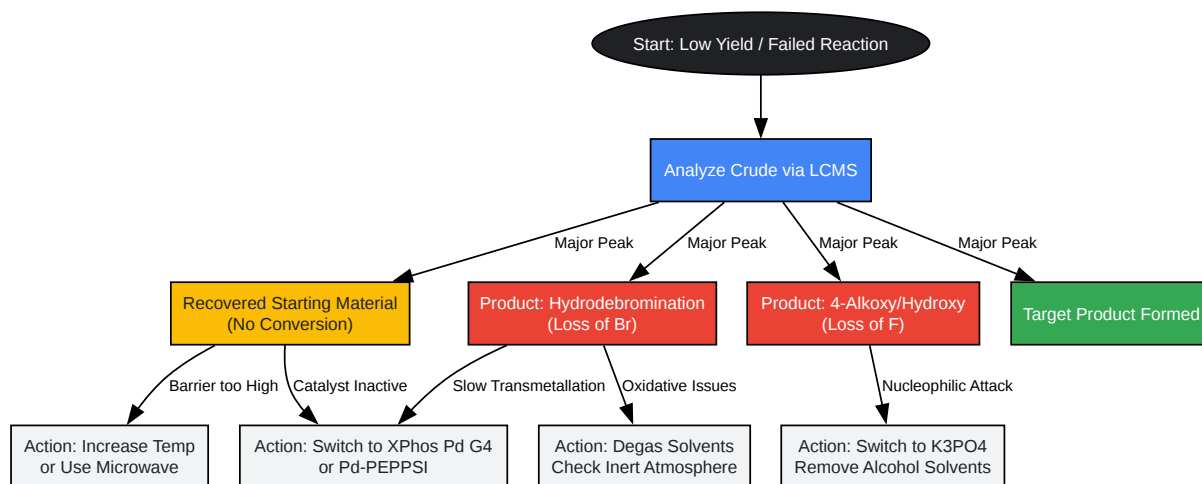 Start: Low Yield / Failed Reaction
Analyze Crude via LCMS
Major Peak
Major Peak
Major Peak
Major Peak
Recovered Starting Material
(No Conversion)
Product: Hydrodebromination
(Loss of Br)
Product: 4-Alkoxy/Hydroxy
(Loss of F)
Target Product Formed
Barrier too High
Catalyst Inactive
Slow Transmetallation
Oxidative Issues
Nucleophilic Attack
Action: Increase Temp
or Use Microwave
Action: Switch to XPhos Pd G4
or Pd-PEPPSI
Action: Degas Solvents
Check Inert Atmosphere
Action: Switch to K3PO4
Remove Alcohol Solvents